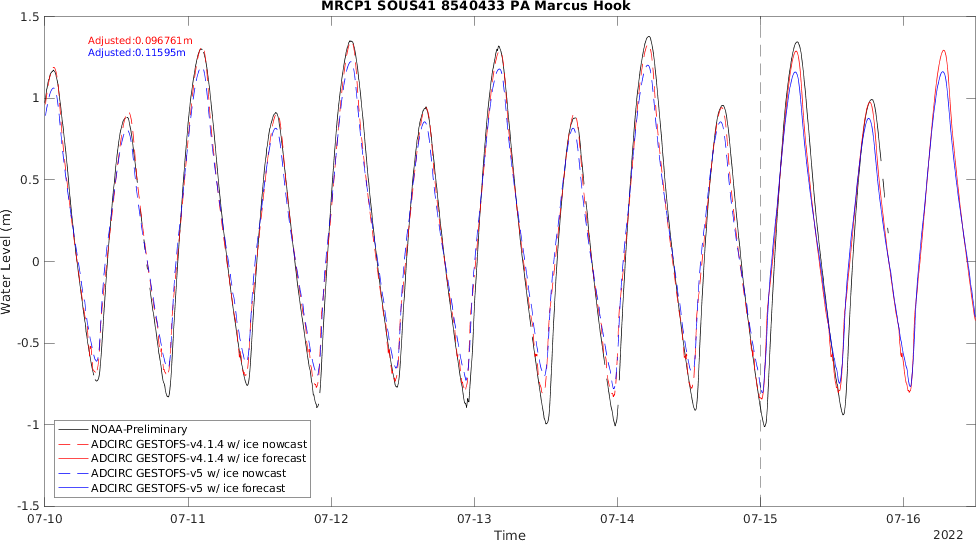 MRCP1 SOUS41 8540433 PA Marcus Hook
1.5
1
0.5
0
-0.5
-1
-1.5
Water Level (m)
Adjusted:0.096761m
Adjusted:0.11595m
NOAA-Preliminary
ADCIRC GESTOFS-v4.1.4 w/ ice nowcast
ADCIRC GESTOFS-v4.1.4 w/ ice forecast
ADCIRC GESTOFS-v5 w/ ice nowcast
ADCIRC GESTOFS-v5 w/ ice forecast
07-10 07-11 07-12 07-13 07-14 07-15 07-16
Time
2022